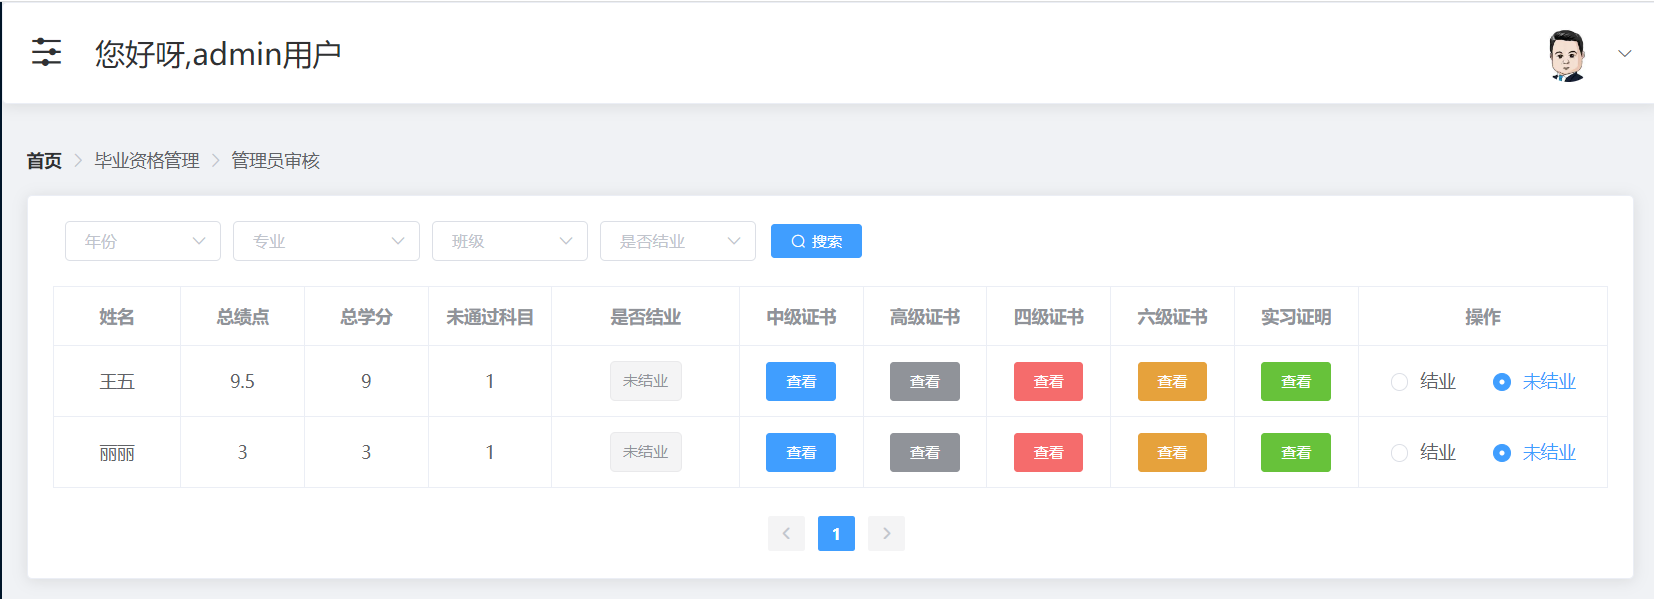 您好呀,admin用户
首页 > 毕业资格管理 > 管理员审核
年份 专业 班级 是否结业 搜索
姓名 总绩点 总学分 未通过科目 是否结业 中级证书 高级证书 四级证书 六级证书 实习证明 操作
王五 9.5 9 1 未结业 查看 查看 查看 查看 查看 结业 未结业
丽丽 3 3 1 未结业 查看 查看 查看 查看 查看 结业 未结业
1